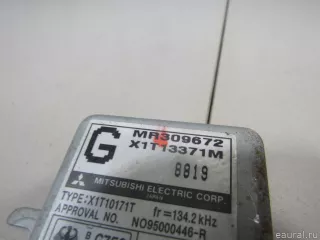 G
MR309672
X1T13371M
8819
MITSUBISHI ELECTRIC CORP.
TYPE:X1T10171T fr=134.2kHz
APPROVAL No. NO95000446-R
eaural.ru